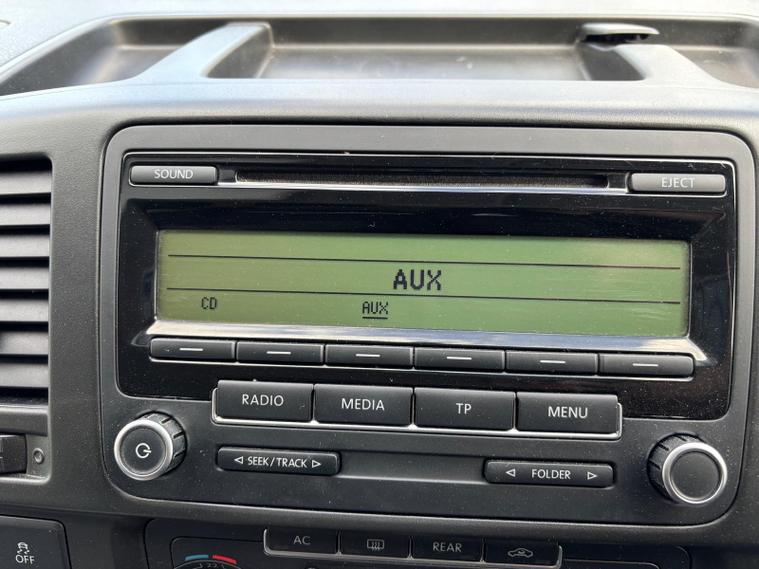 SOUND
EJECT
AUX
CD AUX
RADIO MEDIA TP MENU
SEEK/TRACK FOLDER
AC REAR
OFF